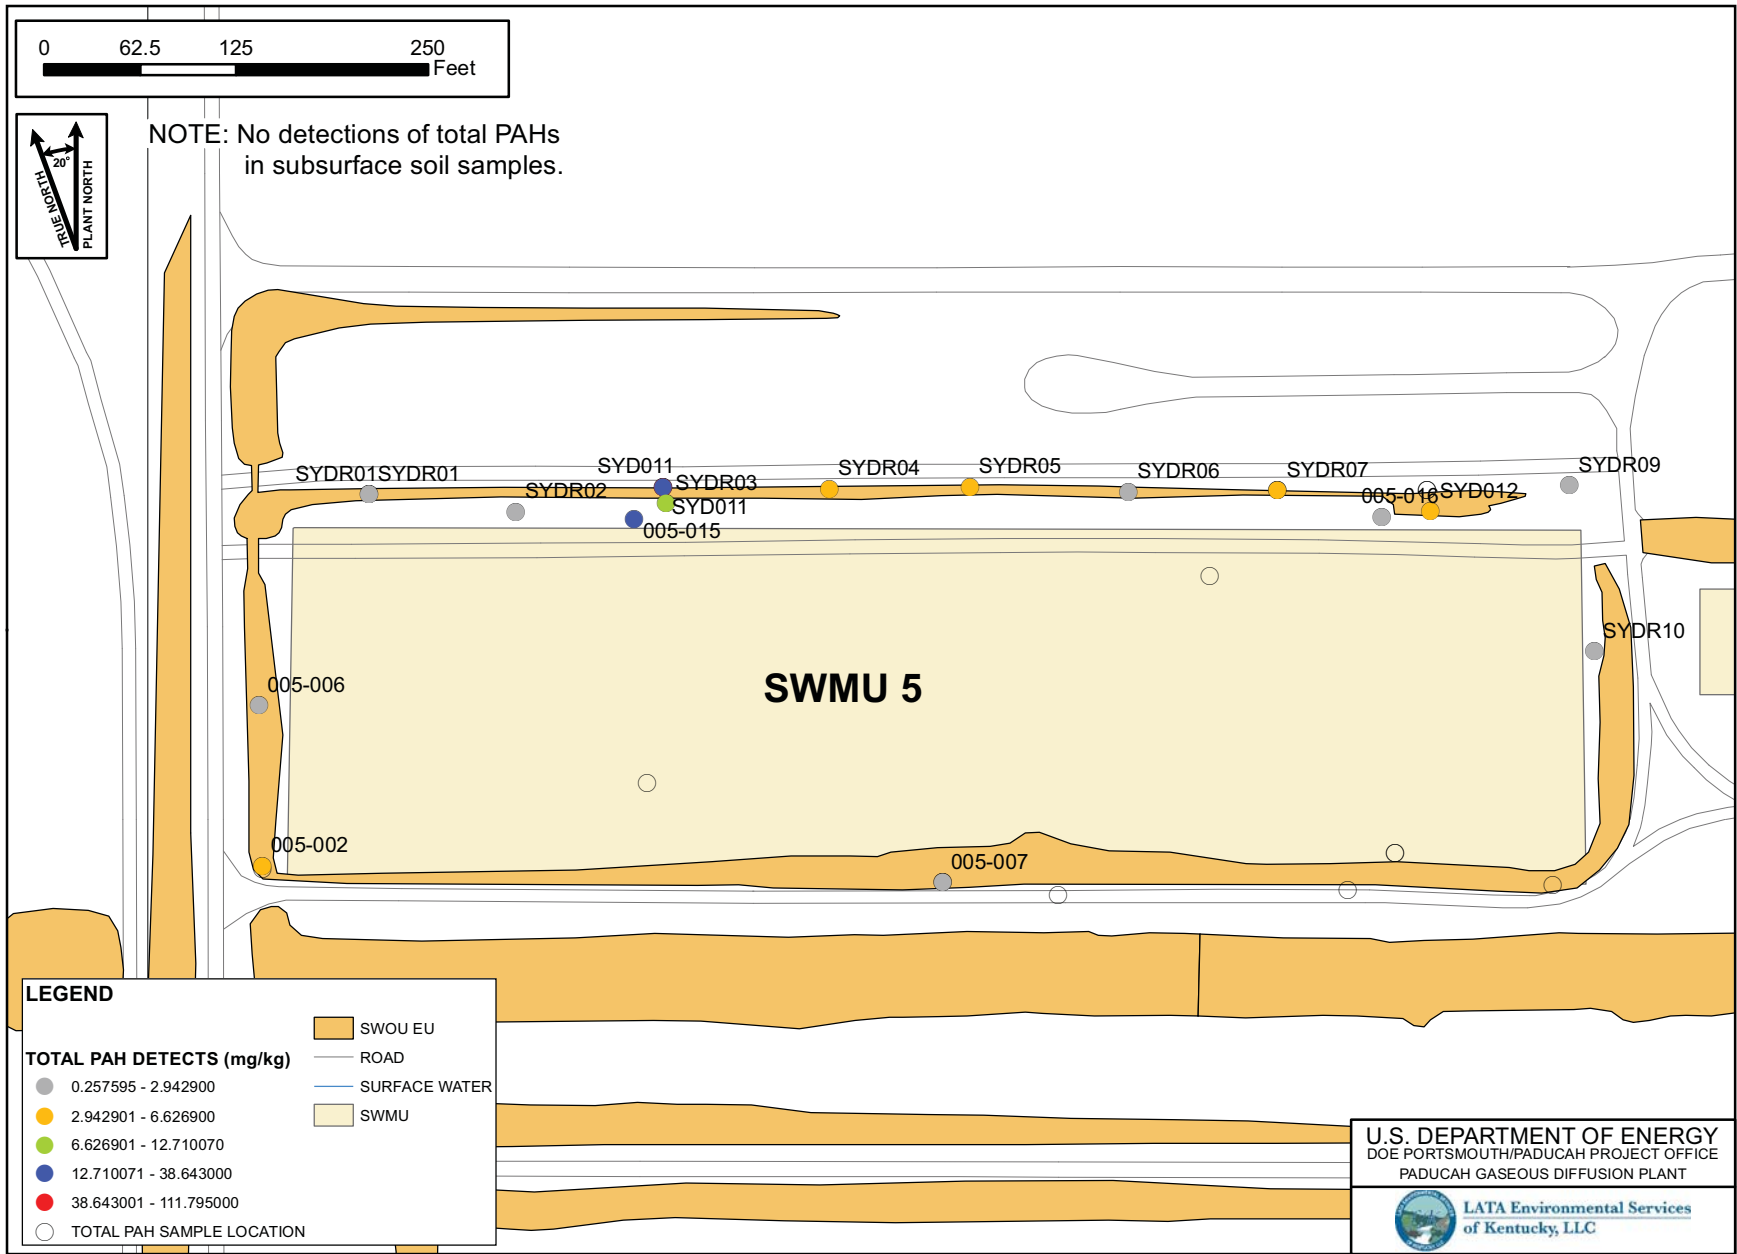 0 62.5 125 250
Feet
TRUE NORTH
20°
PLANT NORTH
NOTE: No detections of total PAHs
in subsurface soil samples.
SYDR01 SYDR01
SYDR02
SYD011
SYDR03
SYD011
005-015
SYDR04
SYDR05
SYDR06
SYDR07
005-016
SYD012
SYDR09
SYDR10
005-006
SWMU 5
005-002
005-007
LEGEND
TOTAL PAH DETECTS (mg/kg)
0.257595 - 2.942900
2.942901 - 6.626900
6.626901 - 12.710070
12.710071 - 38.643000
38.643001 - 111.795000
TOTAL PAH SAMPLE LOCATION
SWOU EU
ROAD
SURFACE WATER
SWMU
U.S. DEPARTMENT OF ENERGY
DOE PORTSMOUTH/PADUCAH PROJECT OFFICE
PADUCAH GASEOUS DIFFUSION PLANT
LATA Environmental Services
of Kentucky, LLC